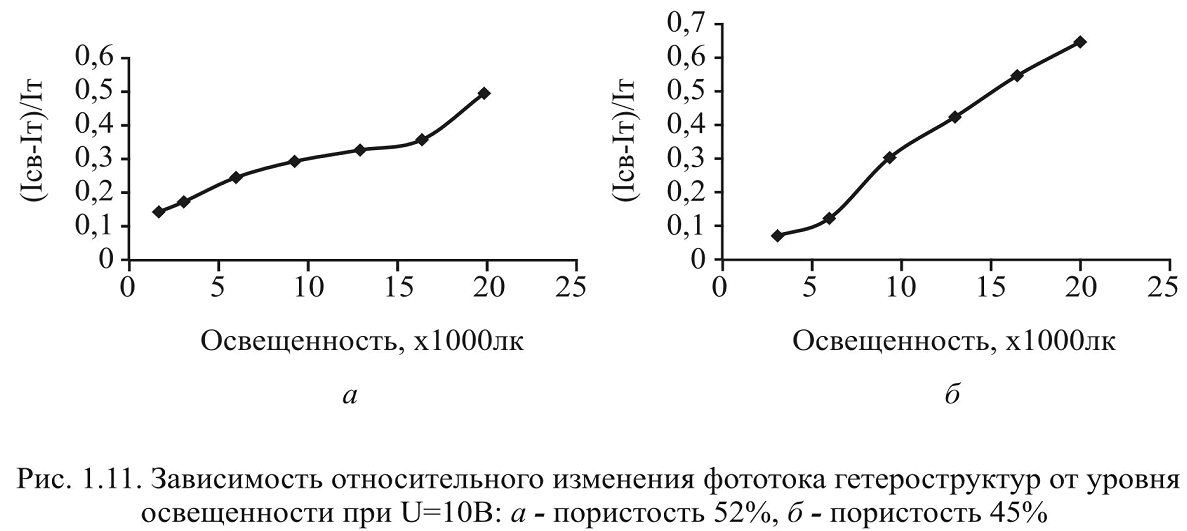 0,6
0,5
0,4
0,3
0,2
0,1
0
(Iсв-Iт)/Iт
0 5 10 15 20 25
Освещенность, х1000лк
а
0,7
0,6
0,5
0,4
0,3
0,2
0,1
0
(Iсв-Iт)/Iт
0 5 10 15 20 25
Освещенность, х1000лк
б
Рис. 1.11. Зависимость относительного изменения фототока гетероструктур от уровня
освещенности при U=10В: а - пористость 52%, б - пористость 45%